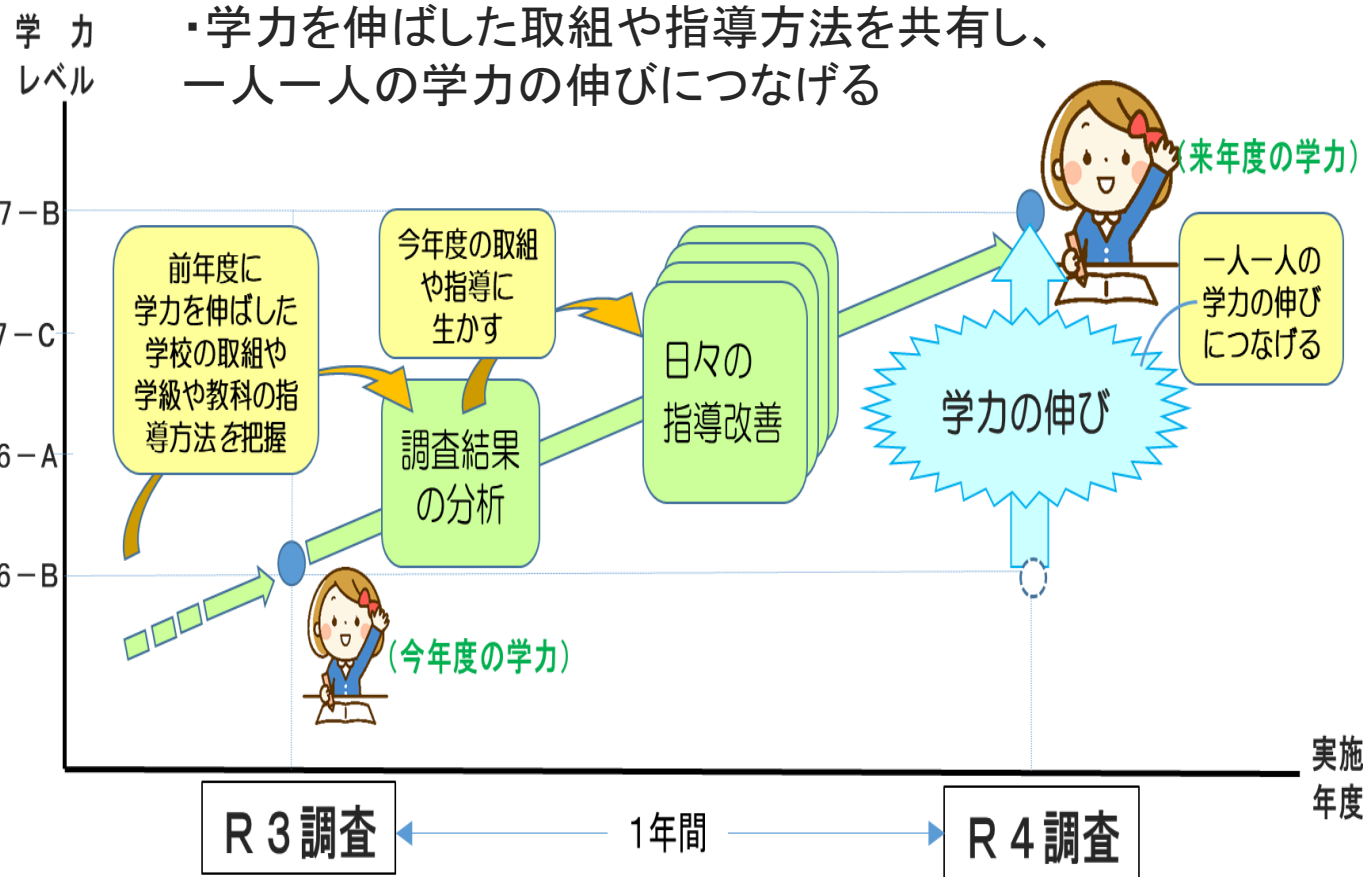 学 力
レベル
・学力を伸ばした取組や指導方法を共有し、
一人一人の学力の伸びにつなげる
(来年度の学力)
7－B
7－C
6－A
6－B
前年度に
学力を伸ばした
学校の取組や
学級や教科の指
導方法を把握
今年度の取組
や指導に
生かす
調査結果
の分析
日々の
指導改善
学力の伸び
一人一人の
学力の伸び
につなげる
(今年度の学力)
実施
年度
R３調査
1年間
R４調査